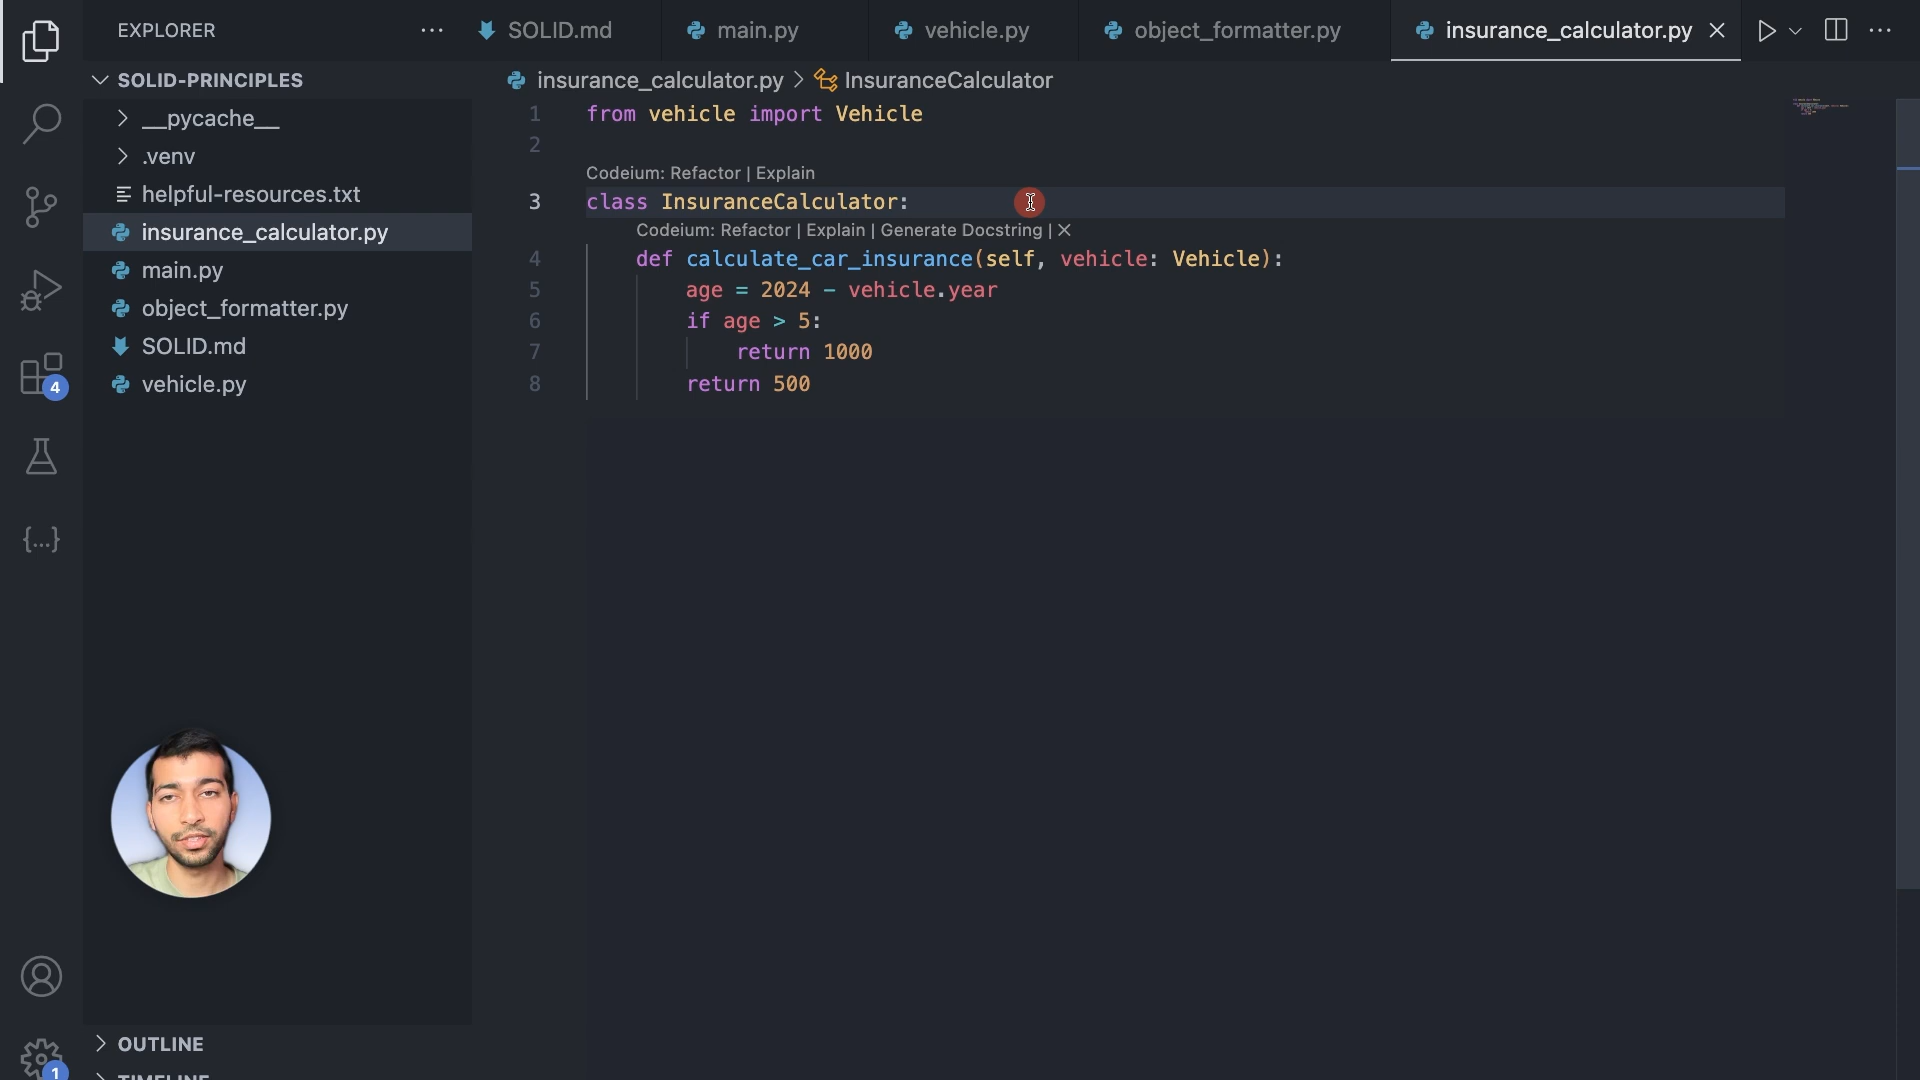 EXPLORER
SOLID.md
main.py
vehicle.py
object_formatter.py
insurance_calculator.py
SOLID-PRINCIPLES
__pycache__
.venv
helpful-resources.txt
insurance_calculator.py
main.py
object_formatter.py
SOLID.md
vehicle.py
OUTLINE
TIMELINE
4
1
insurance_calculator.py > InsuranceCalculator
1 from vehicle import Vehicle
2
Codeium: Refactor | Explain
3 class InsuranceCalculator:
Codeium: Refactor | Explain | Generate Docstring | ×
4 def calculate_car_insurance(self, vehicle: Vehicle):
5 age = 2024 - vehicle.year
6 if age > 5:
7 return 1000
8 return 500